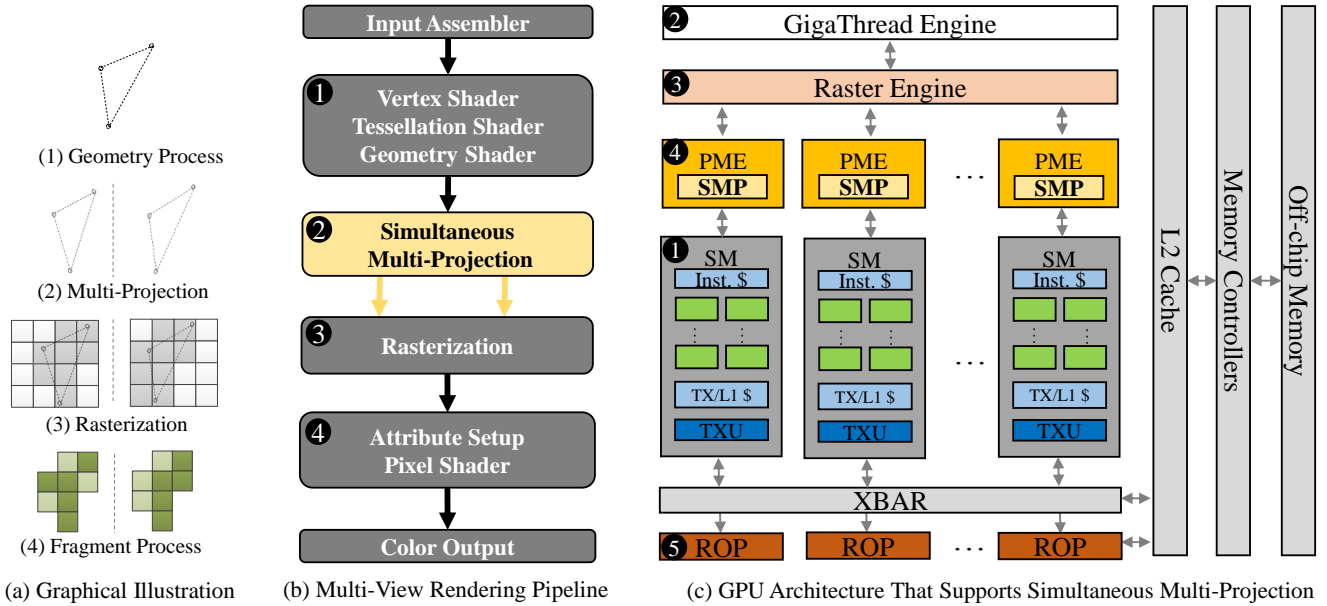 (1) Geometry Process
(2) Multi-Projection
(3) Rasterization
(4) Fragment Process
(a) Graphical Illustration
Input Assembler
1
Vertex Shader
Tessellation Shader
Geometry Shader
2
Simultaneous
Multi-Projection
3
Rasterization
4
Attribute Setup
Pixel Shader
Color Output
(b) Multi-View Rendering Pipeline
2
GigaThread Engine
3
Raster Engine
4
PME
SMP
PME
SMP
...
PME
SMP
1
SM
Inst. $
TX/L1 $
TXU
SM
Inst. $
TX/L1 $
TXU
...
SM
Inst. $
TX/L1 $
TXU
XBAR
5
ROP
ROP
...
ROP
L2 Cache
Memory Controllers
Off-chip Memory
(c) GPU Architecture That Supports Simultaneous Multi-Projection